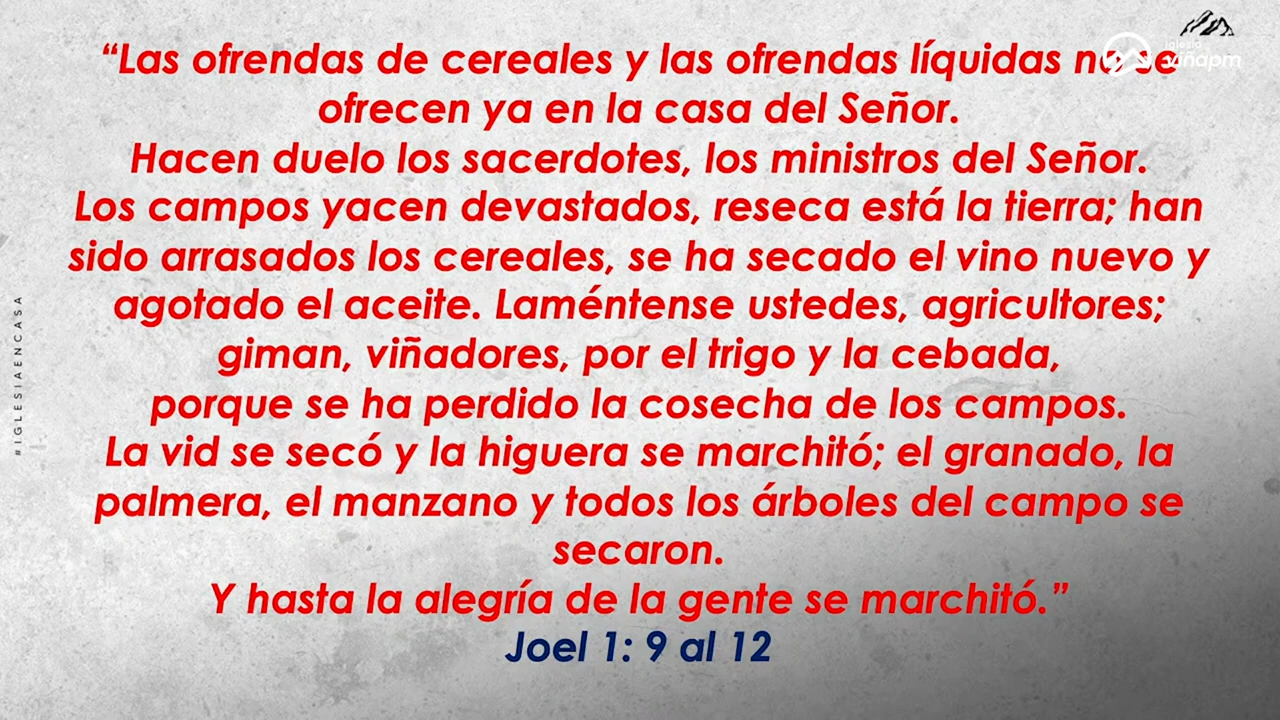 iglesia
viñapm
“Las ofrendas de cereales y las ofrendas líquidas no se
ofrecen ya en la casa del Señor.
Hacen duelo los sacerdotes, los ministros del Señor.
Los campos yacen devastados, reseca está la tierra; han
sido arrasados los cereales, se ha secado el vino nuevo y
agotado el aceite. Laméntense ustedes, agricultores;
giman, viñadores, por el trigo y la cebada,
porque se ha perdido la cosecha de los campos.
La vid se secó y la higuera se marchitó; el granado, la
palmera, el manzano y todos los árboles del campo se
secaron.
Y hasta la alegría de la gente se marchitó.”
Joel 1: 9 al 12
#IGLESIAENCASA